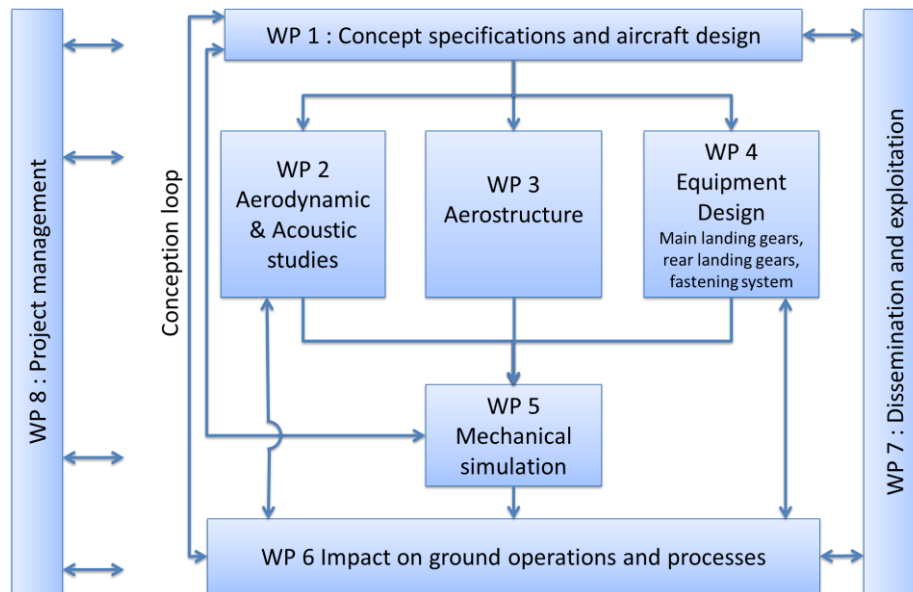 WP 8 : Project management
Conception loop
WP 1 : Concept specifications and aircraft design
WP 2
Aerodynamic
& Acoustic
studies
WP 3
Aerostructure
WP 4
Equipment
Design
Main landing gears,
rear landing gears,
fastening system
WP 5
Mechanical
simulation
WP 6 Impact on ground operations and processes
WP 7 : Dissemination and exploitation